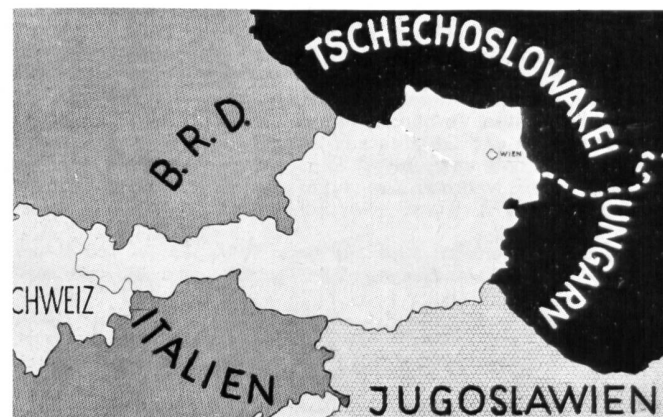 TSCHECHOSLOWAKEI
B. R. D.
WIEN
UNGARN
CHWEIZ
ITALIEN
JUGOSLAWIEN